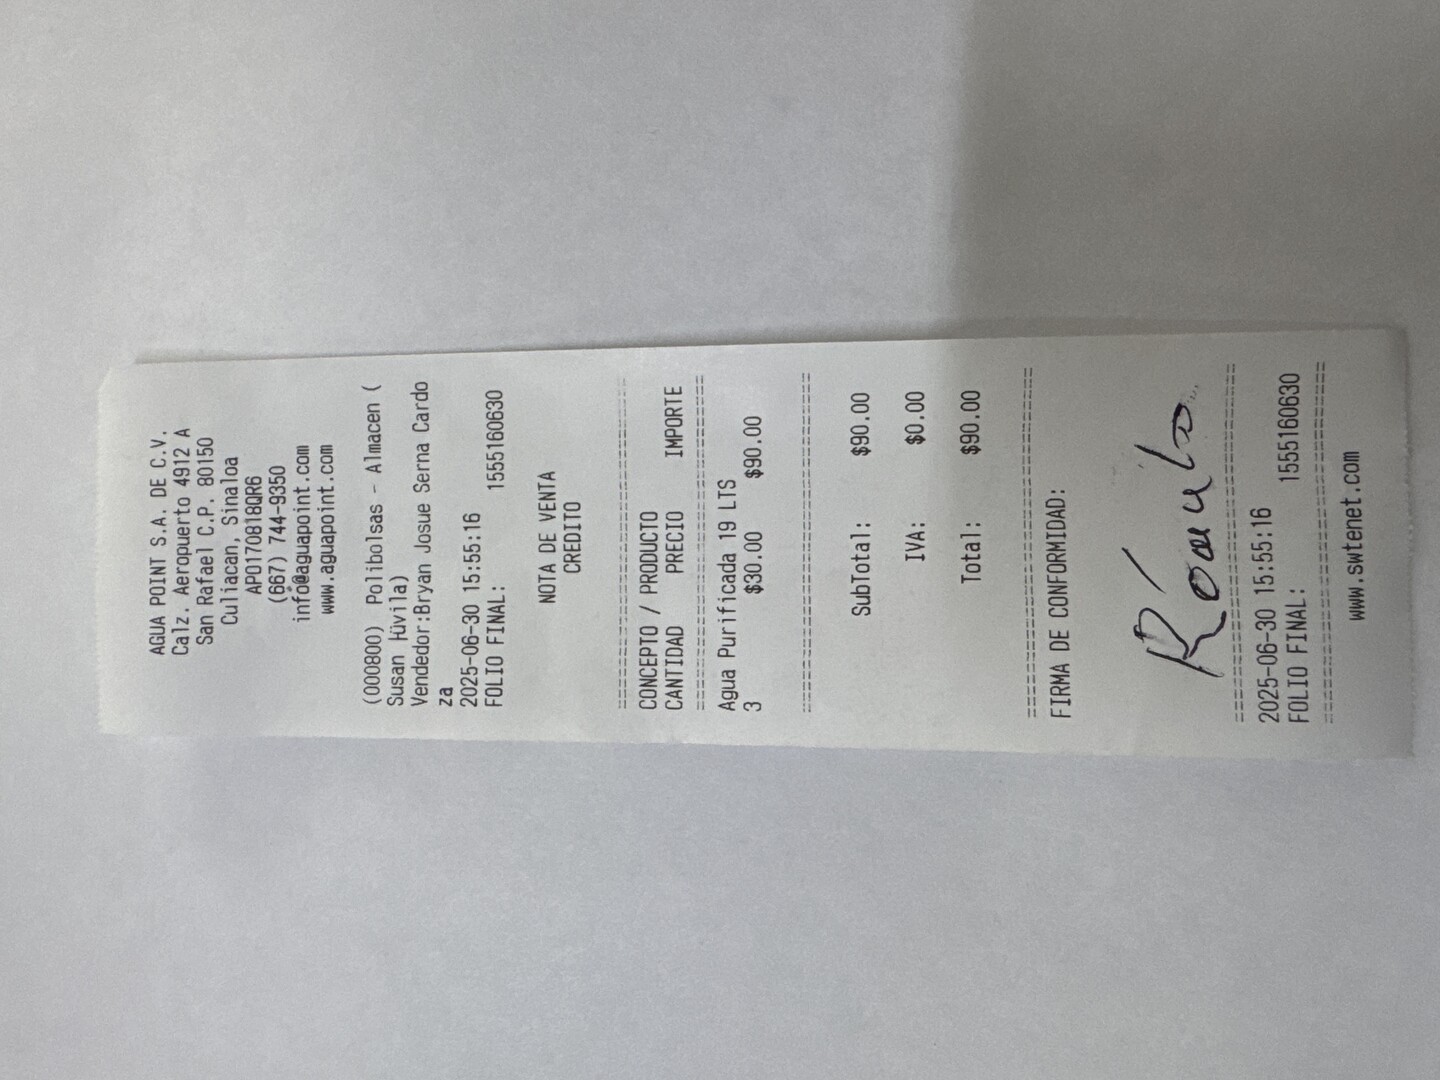 AGUA POINT S.A. DE C.V.
Calz. Aeropuerto 4912 A
San Rafael C.P. 80150
Culiacan, Sinaloa
APO170818QR6
(667) 744-9350
info@aguapoint.com
www.aguapoint.com
(000800) Polibolsas - Almacen (
Susan
Vendedor:Bryan Josue Serna Cardo
za
2025-06-30 15:55:16
FOLIO FINAL: 1555160630
NOTA DE VENTA
CREDITO
================================
CONCEPTO / PRODUCTO
CANTIDAD PRECIO IMPORTE
================================
Agua Purificada 19 LTS
3 $30.00 $90.00
================================
SubTotal: $90.00
IVA: $0.00
Total: $90.00
================================
FIRMA DE CONFORMIDAD:
Rómulo
================================
2025-06-30 15:55:16
FOLIO FINAL: 1555160630
================================
www.swtenet.com